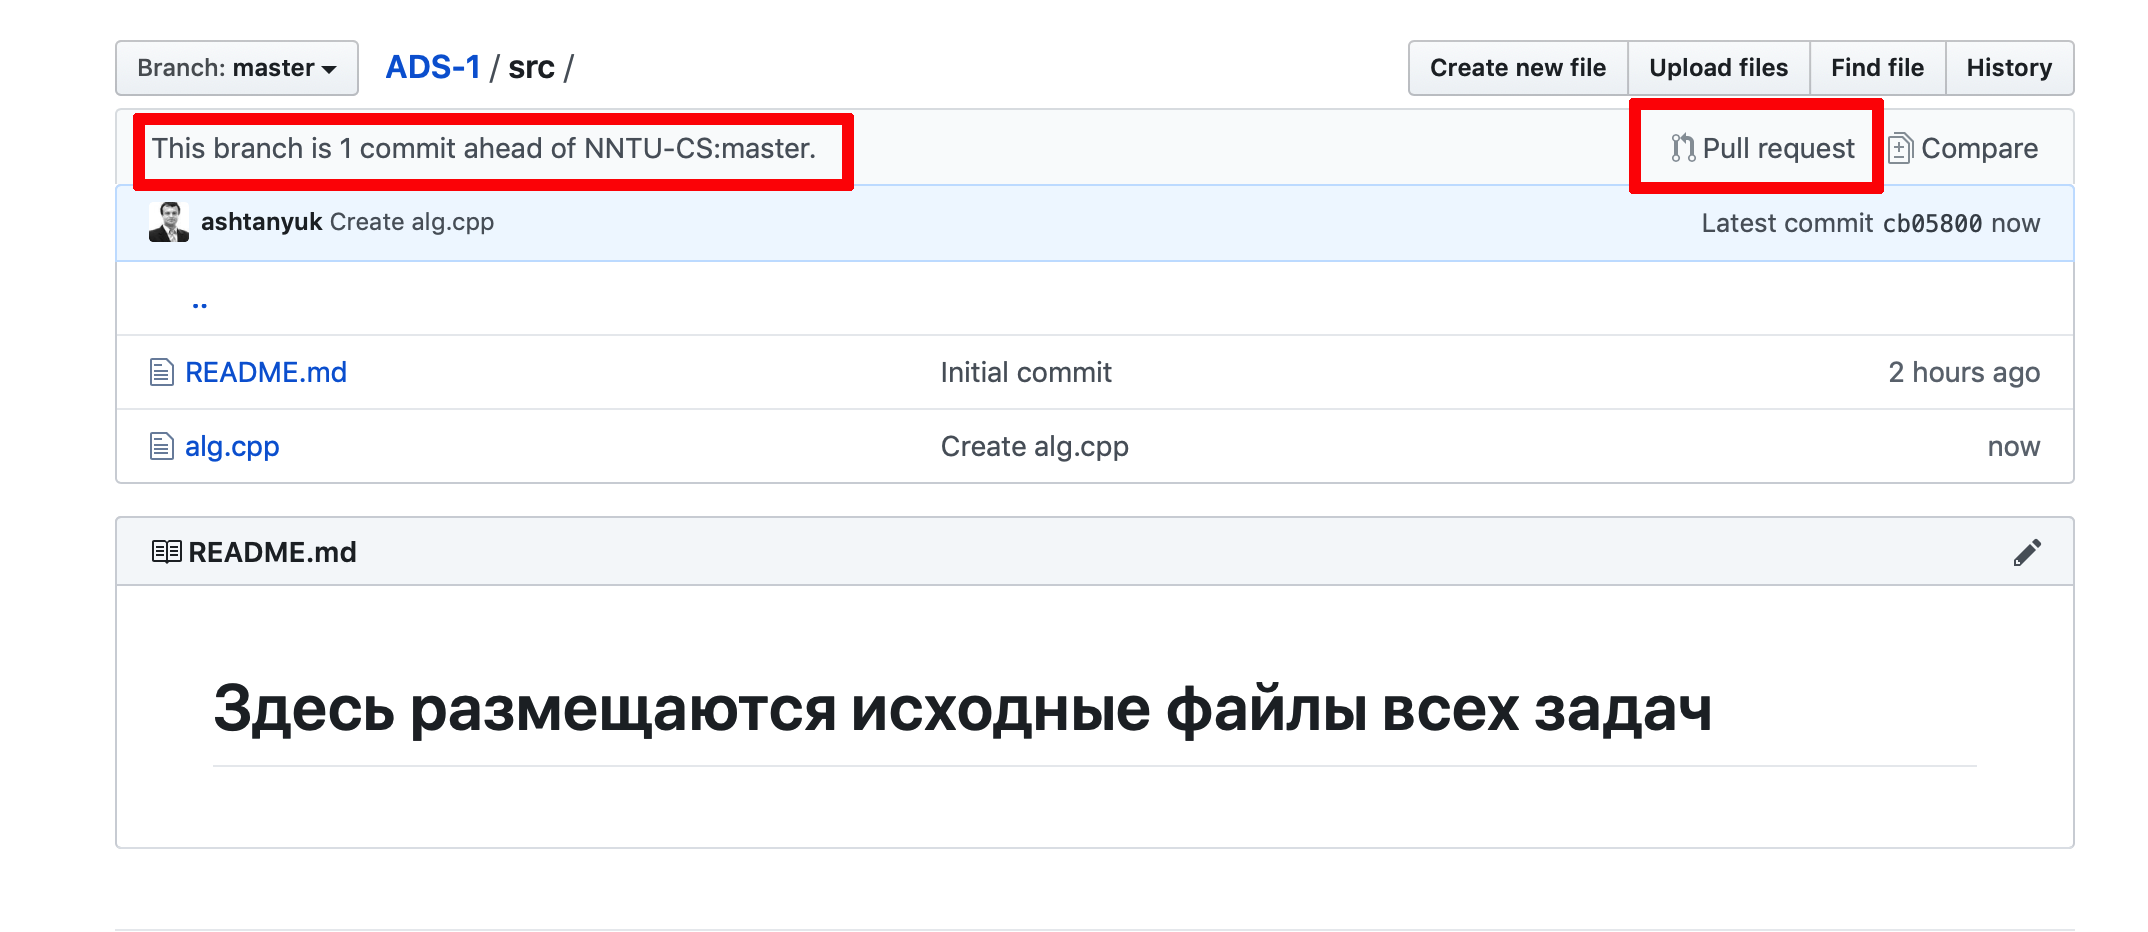 Branch: master ADS-1 / src / Create new file Upload files Find file History
This branch is 1 commit ahead of NNTU-CS:master. Pull request Compare
ashtanyuk Create alg.cpp Latest commit cb05800 now
..
README.md Initial commit 2 hours ago
alg.cpp Create alg.cpp now
README.md
Здесь размещаются исходные файлы всех задач